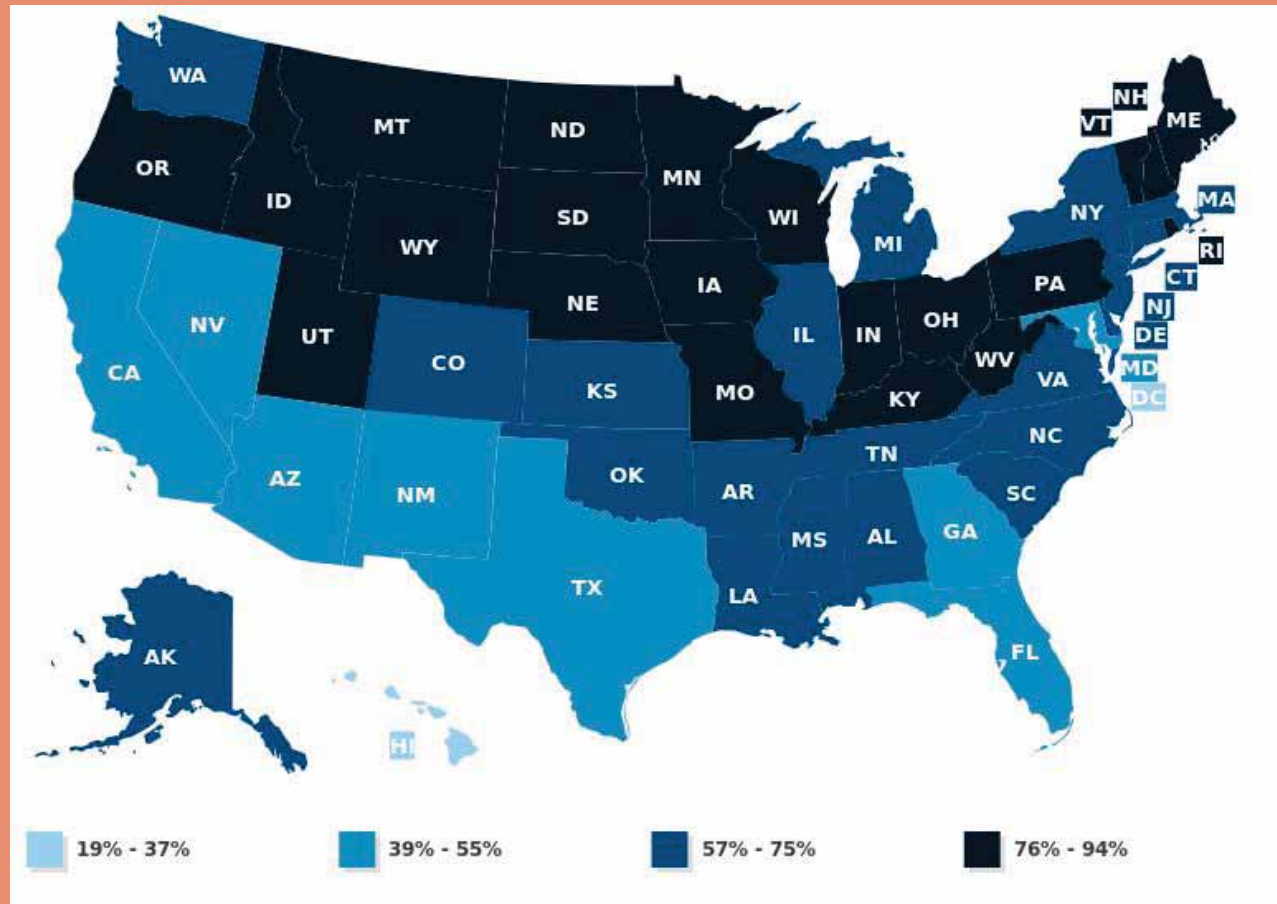 WA
MT
ND
MN
OR
ID
SD
WY
WI
MI
NY
NH
VT
ME
MA
RI
CT
NJ
DE
MD
DC
IA
NE
PA
NV
UT
CO
IL
IN
OH
WV
VA
CA
KS
MO
KY
NC
TN
AZ
NM
OK
AR
SC
MS
AL
GA
TX
LA
FL
AK
HI
19% - 37%
39% - 55%
57% - 75%
76% - 94%